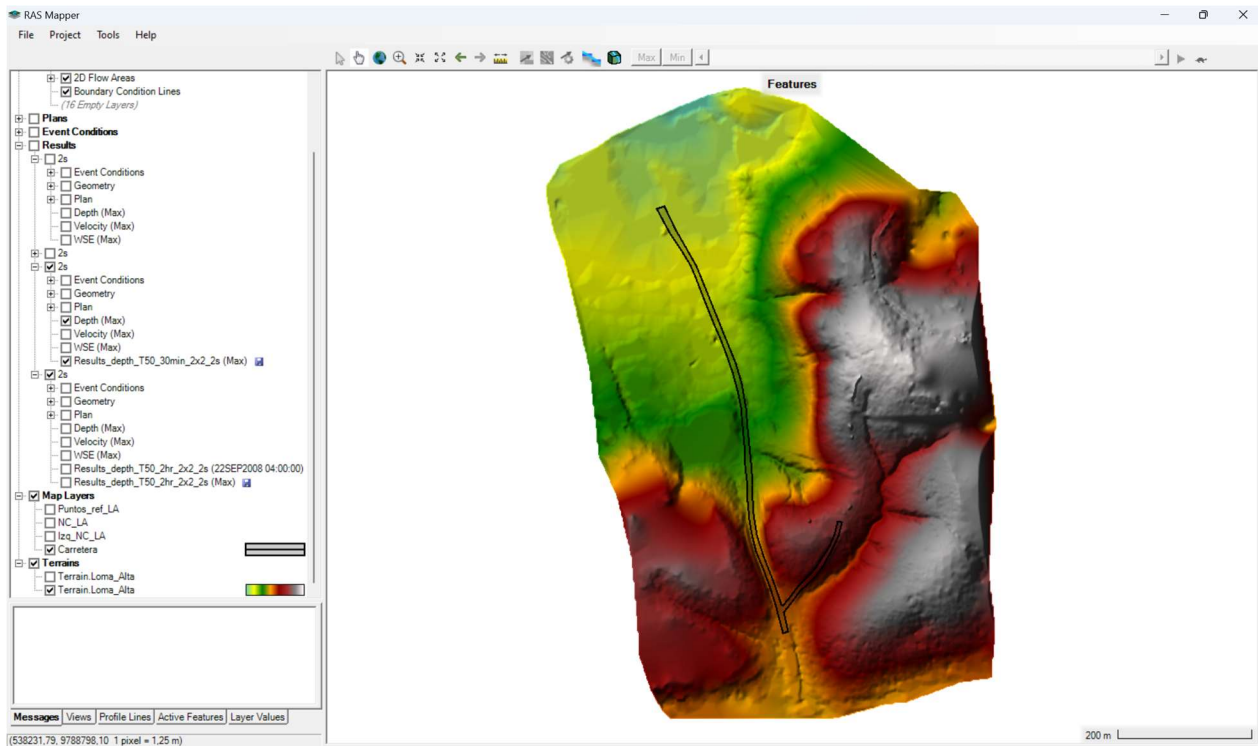 RAS Mapper
File Project Tools Help
Max Min
2D Flow Areas
Boundary Condition Lines
(16 Empty Layers)
Plans
Event Conditions
Results
2s
Event Conditions
Geometry
Plan
Depth (Max)
Velocity (Max)
WSE (Max)
2s
2s
Event Conditions
Geometry
Plan
Depth (Max)
Velocity (Max)
WSE (Max)
Results_depth_T50_30min_2x2_2s (Max)
2s
Event Conditions
Geometry
Plan
Depth (Max)
Velocity (Max)
WSE (Max)
Results_depth_T50_2hr_2x2_2s (22SEP2008 04:00:00)
Results_depth_T50_2hr_2x2_2s (Max)
Map Layers
Puntos_ref_LA
NC_LA
Izq_NC_LA
Carretera
Terrains
Terrain.Loma_Alta
Terrain.Loma_Alta
Messages Views Profile Lines Active Features Layer Values
(538231,79, 9788798,10 1 pixel = 1,25 m)
Features
200 m